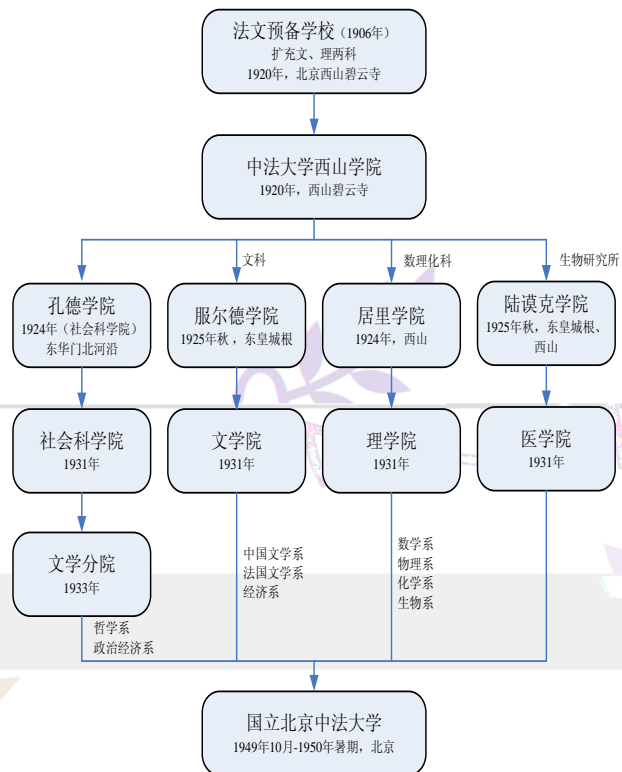 法文预备学校（1906年）
扩充文、理两科
1920年，北京西山碧云寺
中法大学西山学院
1920年，西山碧云寺
文科
数理化科
生物研究所
孔德学院
1924年（社会科学院）
东华门北河沿
服尔德学院
1925年秋，东皇城根
居里学院
1924年，西山
陆谟克学院
1925年秋，东皇城根、
西山
社会科学院
1931年
文学院
1931年
理学院
1931年
医学院
1931年
文学分院
1933年
中国文学系
法国文学系
经济系
数学系
物理系
化学系
生物系
哲学系
政治经济系
国立北京中法大学
1949年10月-1950年暑期，北京